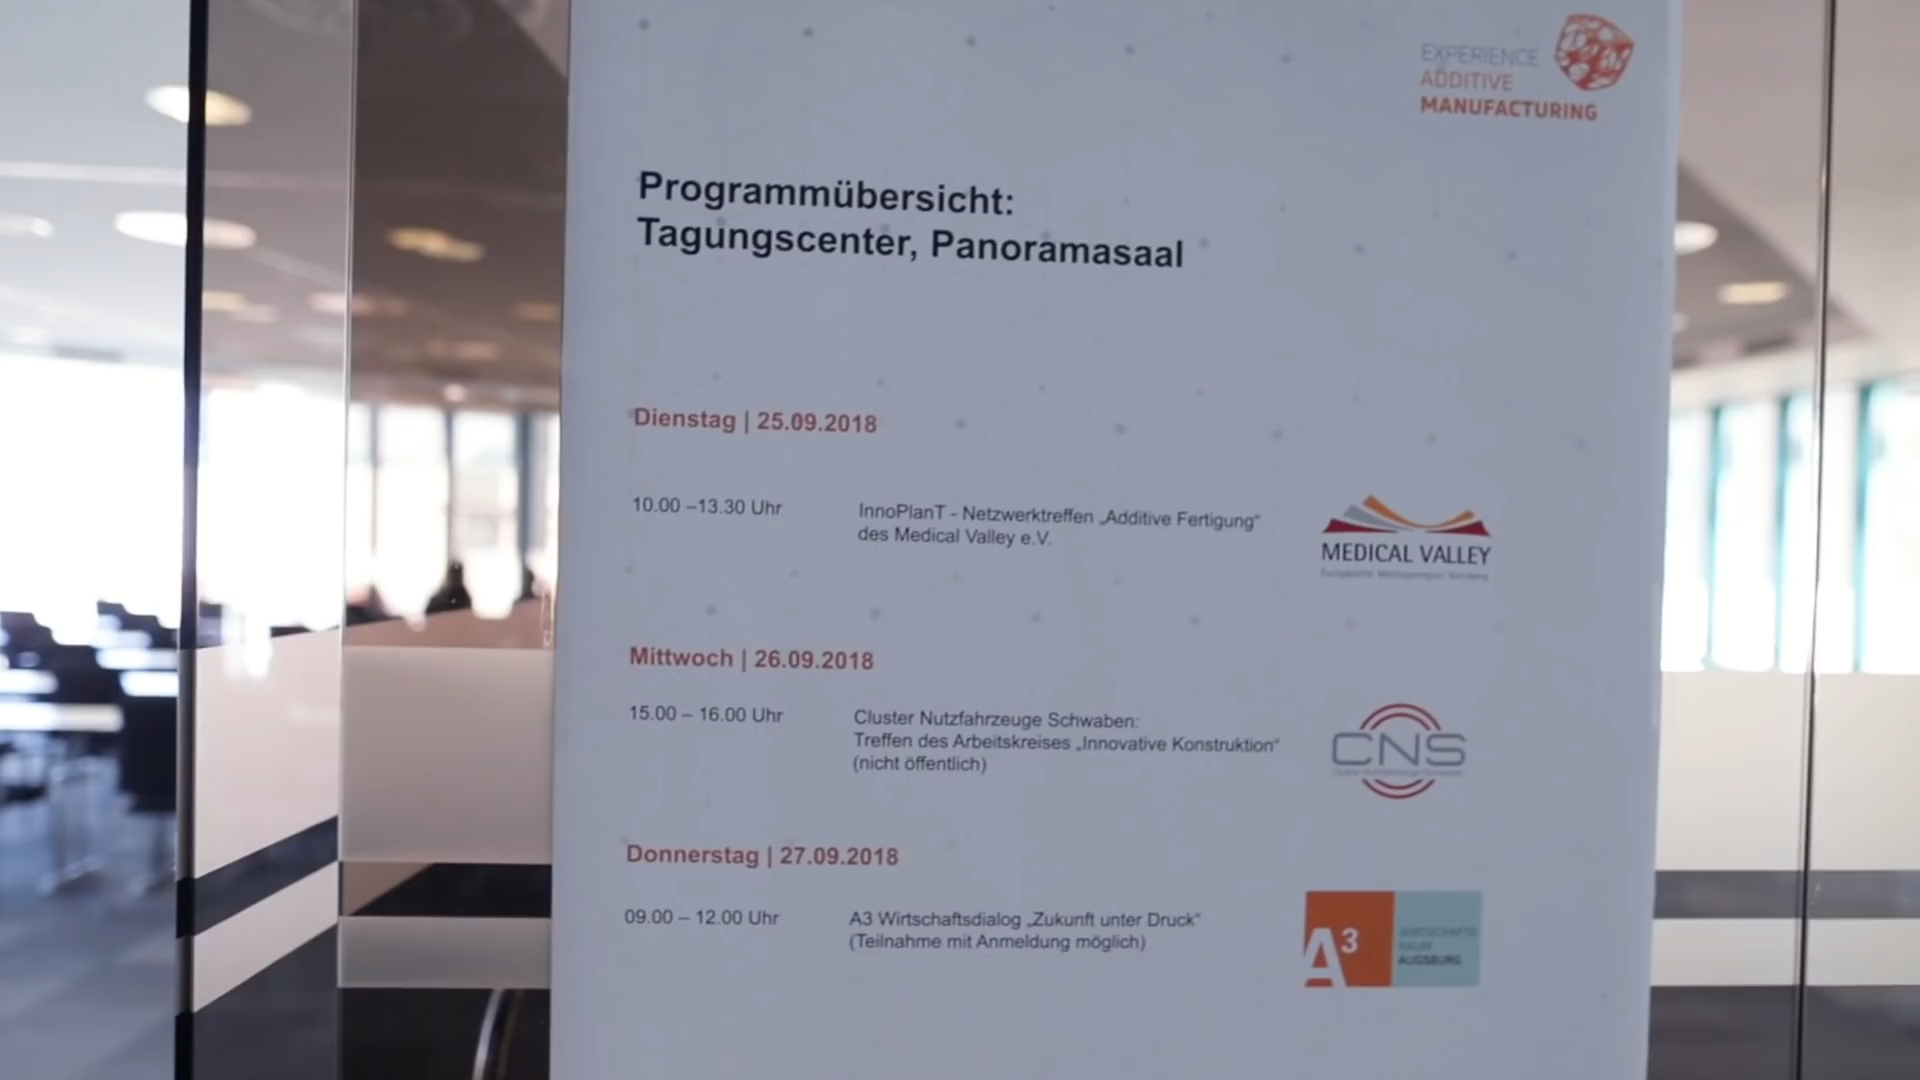 EXPERIENCE
ADDITIVE
MANUFACTURING
Programmübersicht:
Tagungscenter, Panoramasaal
Dienstag | 25.09.2018
10.00 –13.30 Uhr
InnoPlanT - Netzwerktreffen „Additive Fertigung“
des Medical Valley e.V.
MEDICAL VALLEY
Mittwoch | 26.09.2018
15.00 – 16.00 Uhr
Cluster Nutzfahrzeuge Schwaben:
Treffen des Arbeitskreises „Innovative Konstruktion“
(nicht öffentlich)
CNS
Donnerstag | 27.09.2018
09.00 – 12.00 Uhr
A3 Wirtschaftsdialog „Zukunft unter Druck“
(Teilnahme mit Anmeldung möglich)
A3
WIRTSCHAFTS
RAUM
AUGSBURG